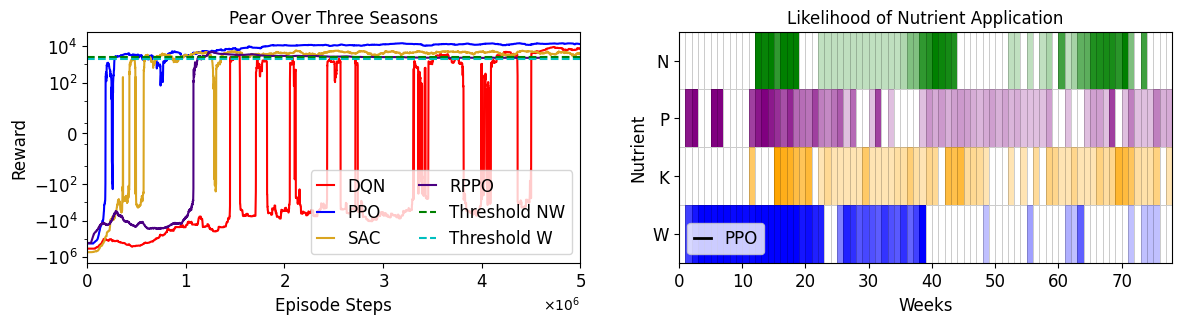 Pear Over Three Seasons
Reward
10^4
10^2
0
−10^2
−10^4
−10^6
0 1 2 3 4 5
Episode Steps
×10^6
DQN
PPO
SAC
RPPO
Threshold NW
Threshold W
Likelihood of Nutrient Application
Nutrient
N
P
K
W
PPO
0 10 20 30 40 50 60 70
Weeks